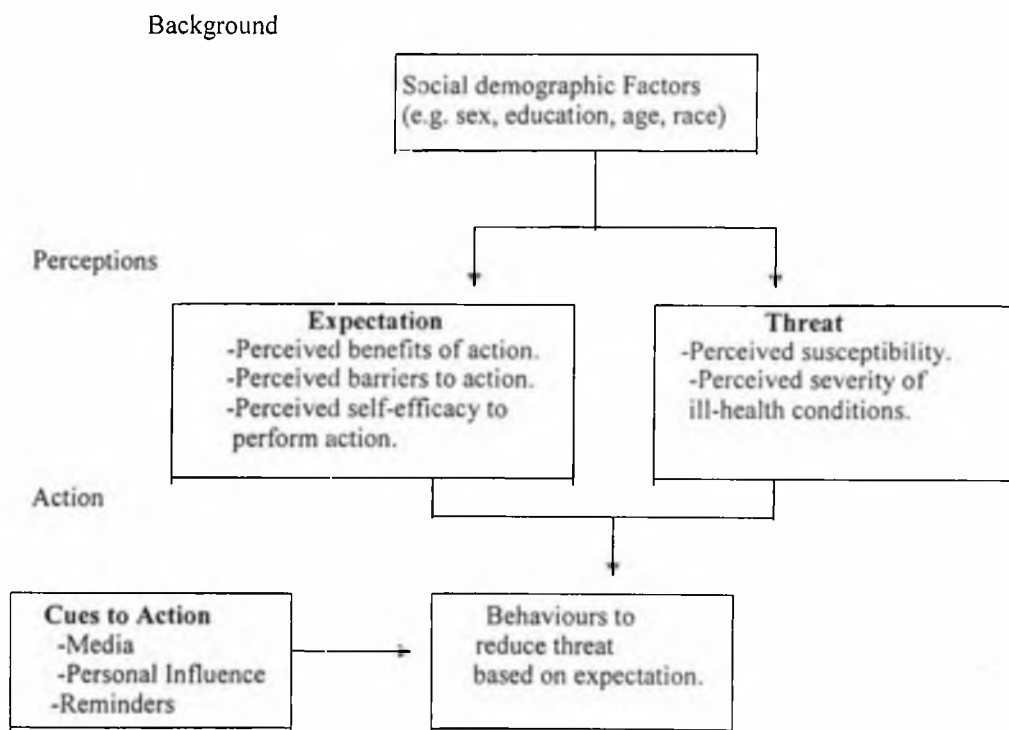 Background
Social demographic Factors
(e.g. sex, education, age, race)
Perceptions
Expectation
-Perceived benefits of action.
-Perceived barriers to action.
-Perceived self-efficacy to
perform action.
Threat
-Perceived susceptibility.
-Perceived severity of
ill-health conditions.
Action
Cues to Action
-Media
-Personal Influence
-Reminders
Behaviours to
reduce threat
based on expectation.